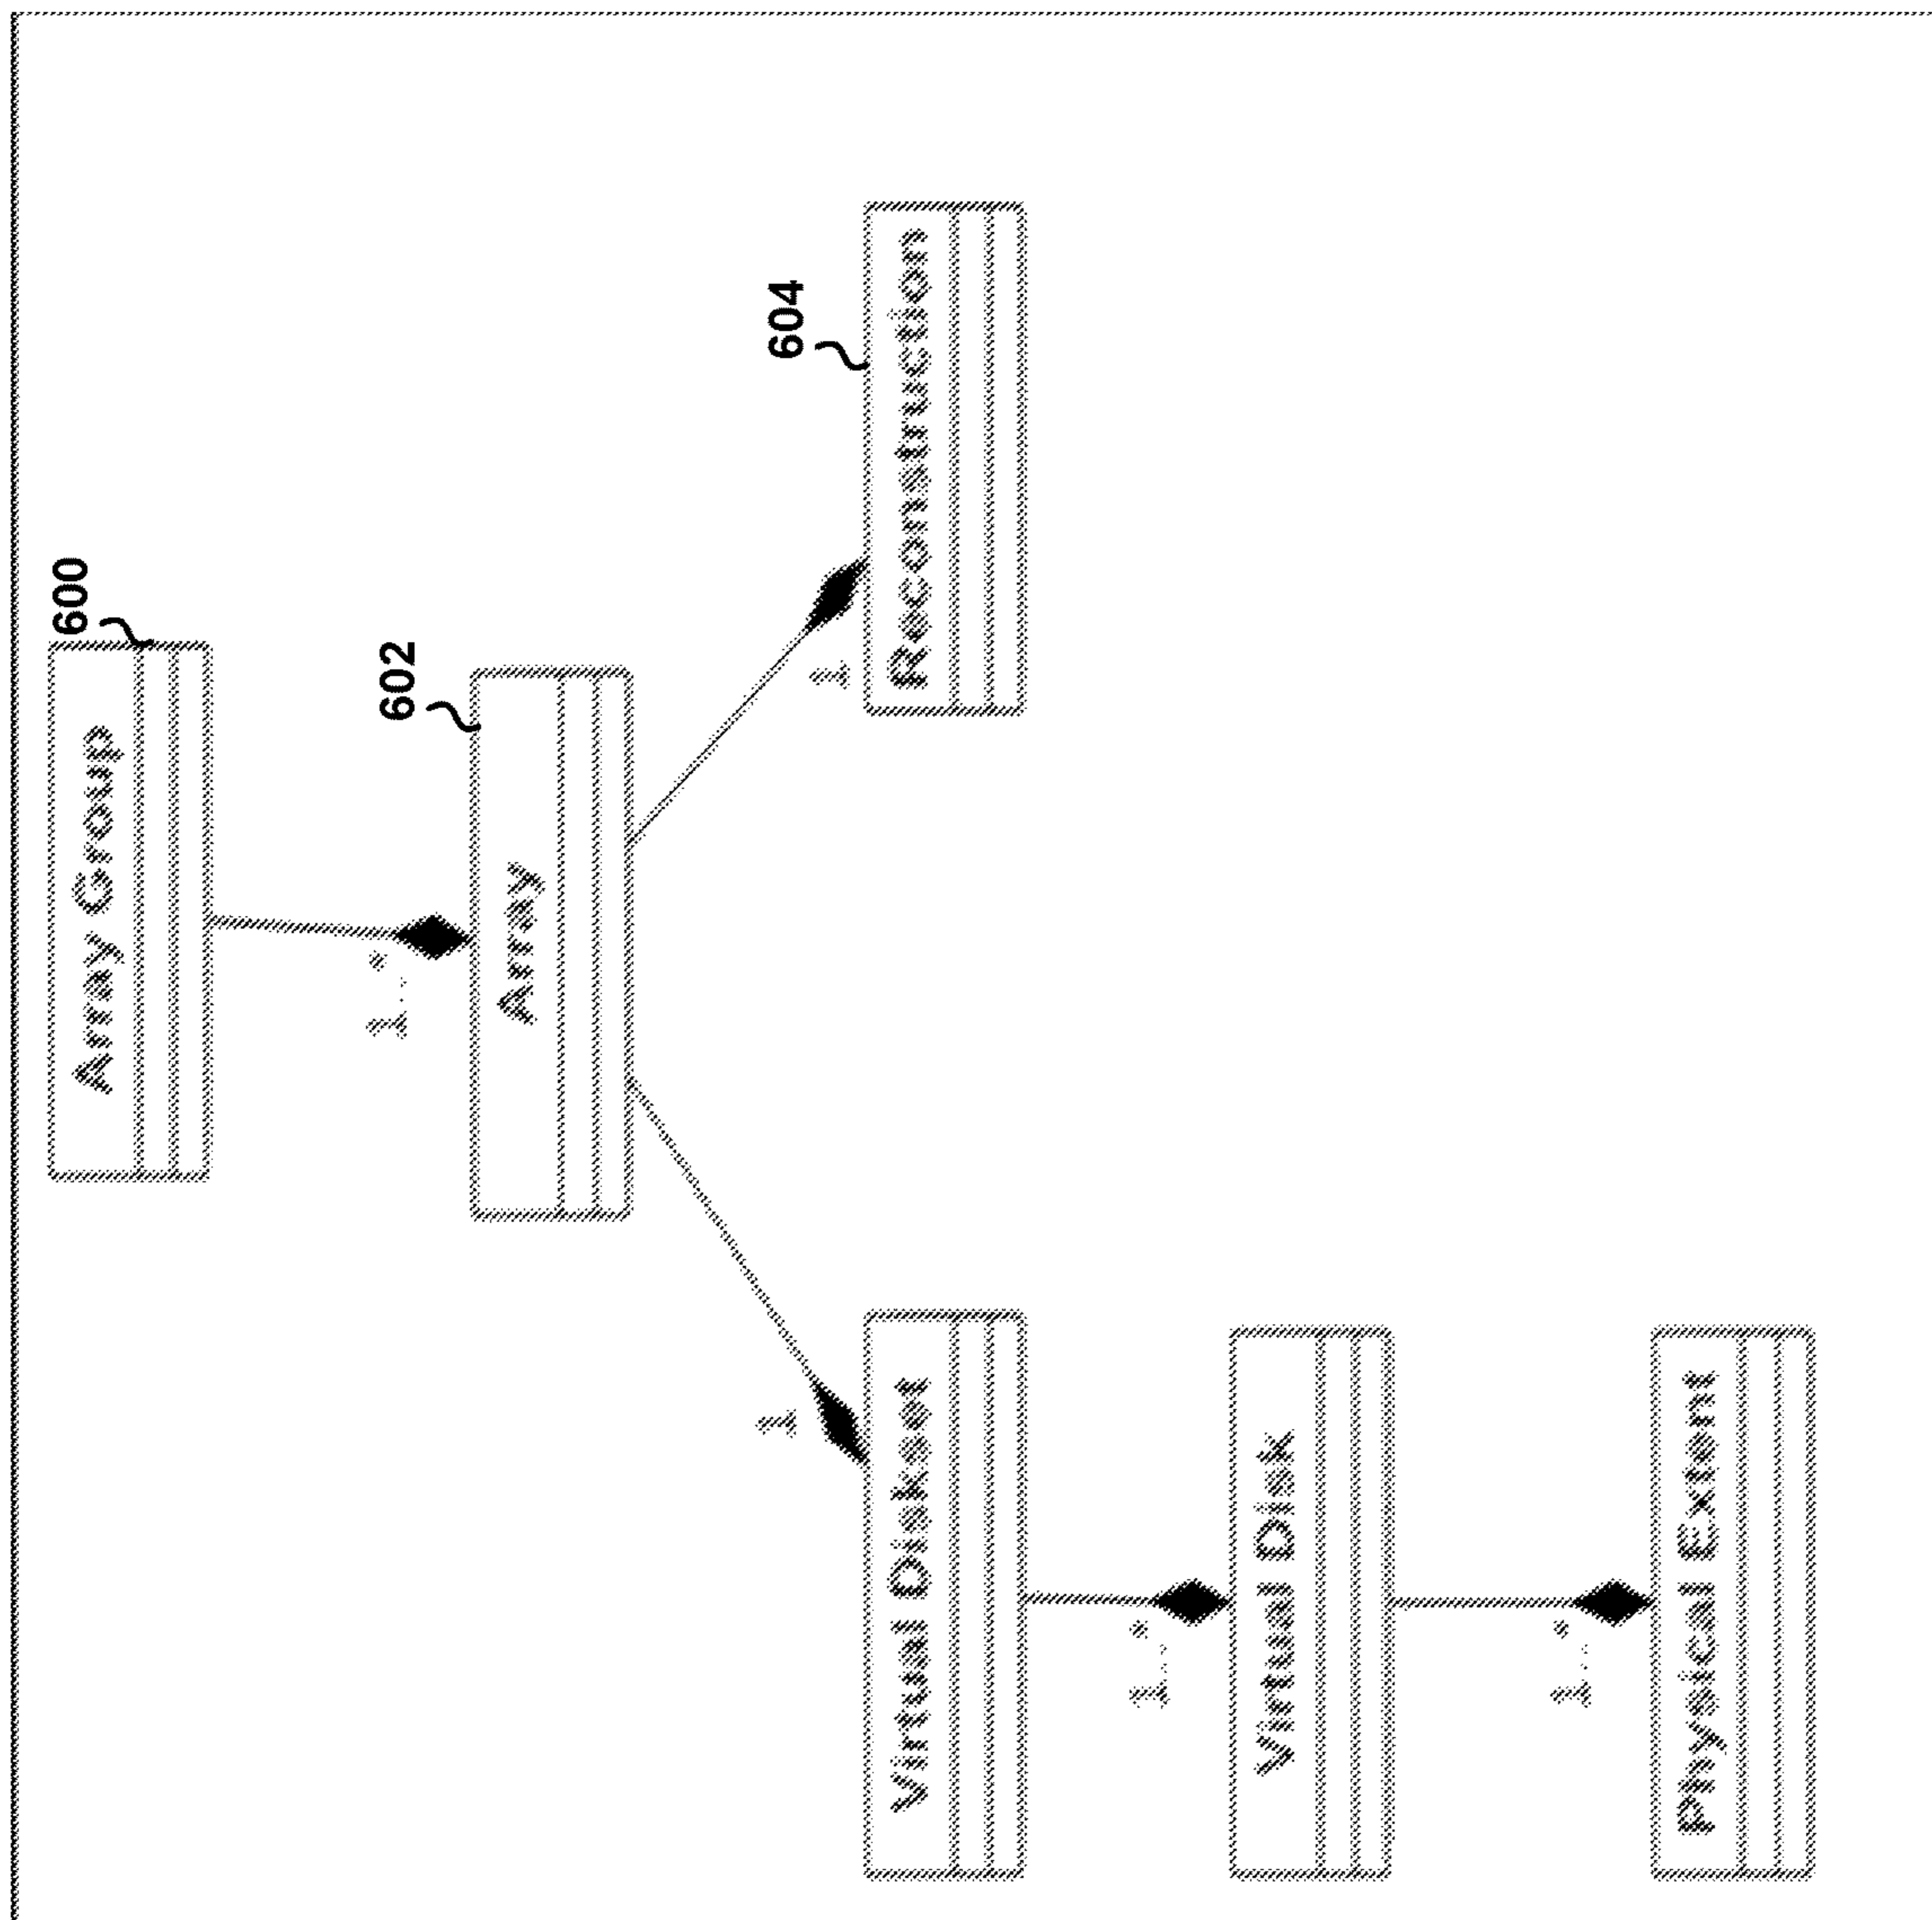 Array Group
600
1..*
602
Array
1
1
604
Virtual Diskset
Reconstruction
1..*
Virtual Disk
1..*
Physical Extent